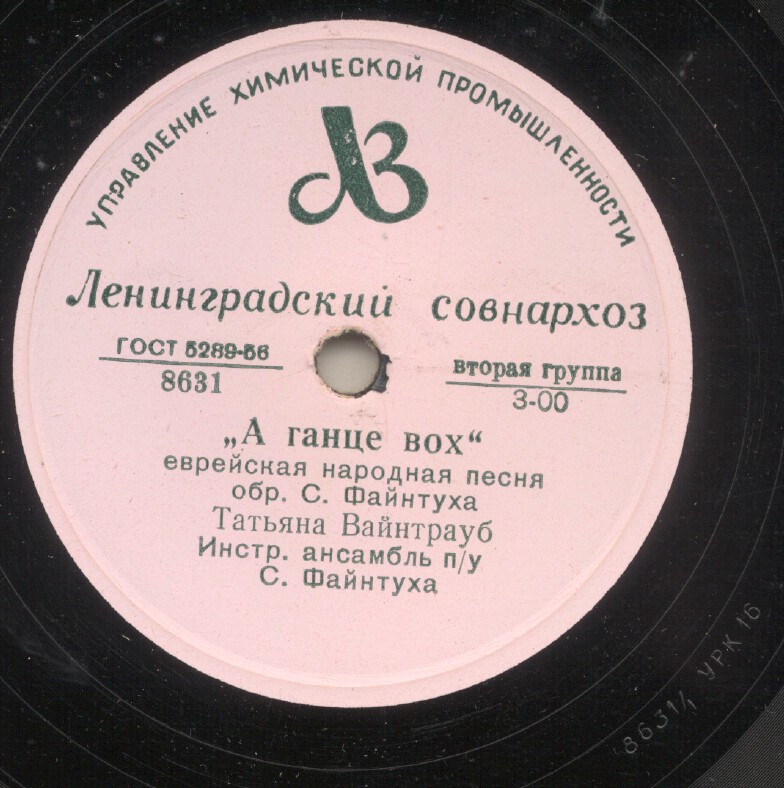 УПРАВЛЕНИЕ ХИМИЧЕСКОЙ ПРОМЫШЛЕННОСТИ
ЛЗ
Ленинградский совнархоз
ГОСТ 5289-56
8631
вторая группа
3-00
„А ганце вох“
еврейская народная песня
обр. С. Файнтуха
Татьяна Вайнтрауб
Инстр. ансамбль п/у
С. Файнтуха
8631/1 УРК 16